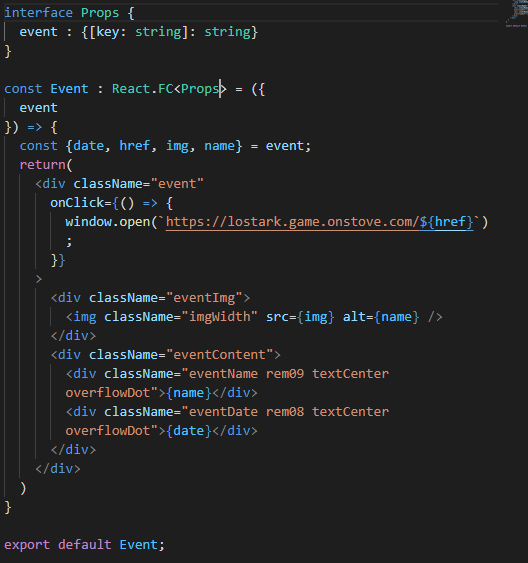 interface Props {
  event : {[key: string]: string}
}

const Event : React.FC<Props> = ({
  event
}) => {
  const {date, href, img, name} = event;
  return(
    <div className="event"
      onClick={() => {
        window.open(`https://lostark.game.onstove.com/${href}`)
        ;
      }}
    >
      <div className="eventImg">
        <img className="imgWidth" src={img} alt={name} />
      </div>
      <div className="eventContent">
        <div className="eventName rem09 textCenter
        overflowDot">{name}</div>
        <div className="eventDate rem08 textCenter
        overflowDot">{date}</div>
      </div>
    </div>
  )
}

export default Event;